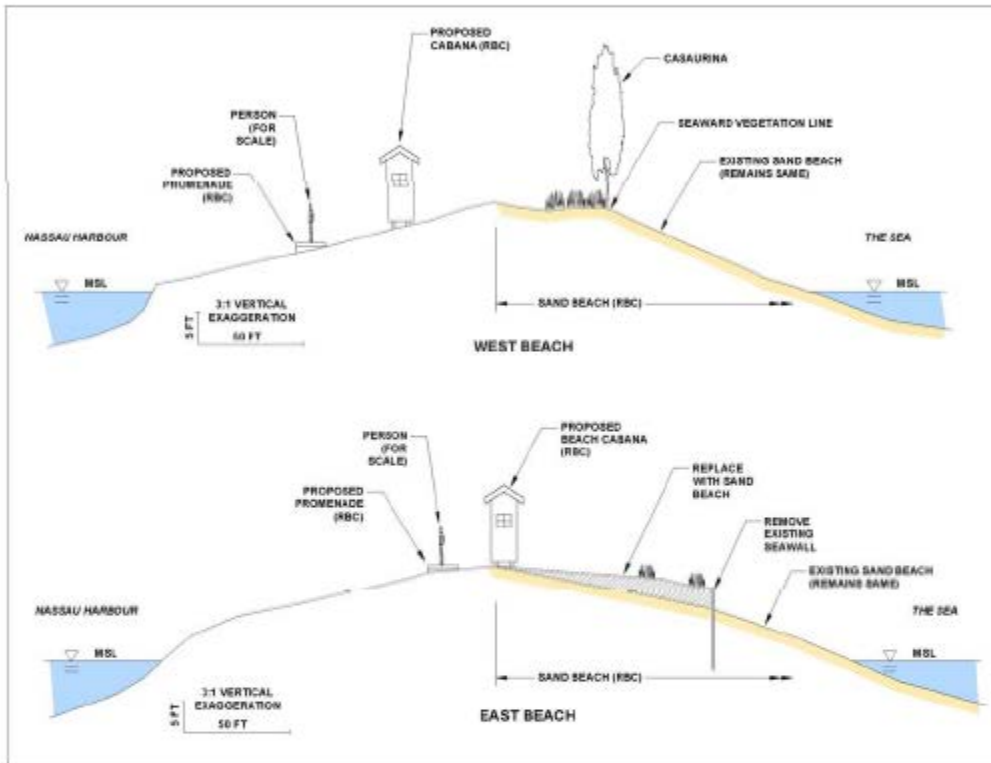 PROPOSED
CABANA (RBC)
CASAURINA
PERSON
(FOR
SCALE)
SEAWARD VEGETATION LINE
PROPOSED
PROMENADE
(RBC)
EXISTING SAND BEACH
(REMAINS SAME)
NASSAU HARBOUR
THE SEA
MSL
MSL
3:1 VERTICAL
EXAGGERATION
SAND BEACH (RBC)
5 FT
50 FT
WEST BEACH
PROPOSED
BEACH CABANA
(RBC)
PERSON
(FOR
SCALE)
REPLACE
WITH SAND
BEACH
PROPOSED
PROMENADE
(RBC)
REMOVE
EXISTING
SEAWALL
EXISTING SAND BEACH
(REMAINS SAME)
NASSAU HARBOUR
THE SEA
MSL
MSL
SAND BEACH (RBC)
3:1 VERTICAL
EXAGGERATION
5 FT
50 FT
EAST BEACH